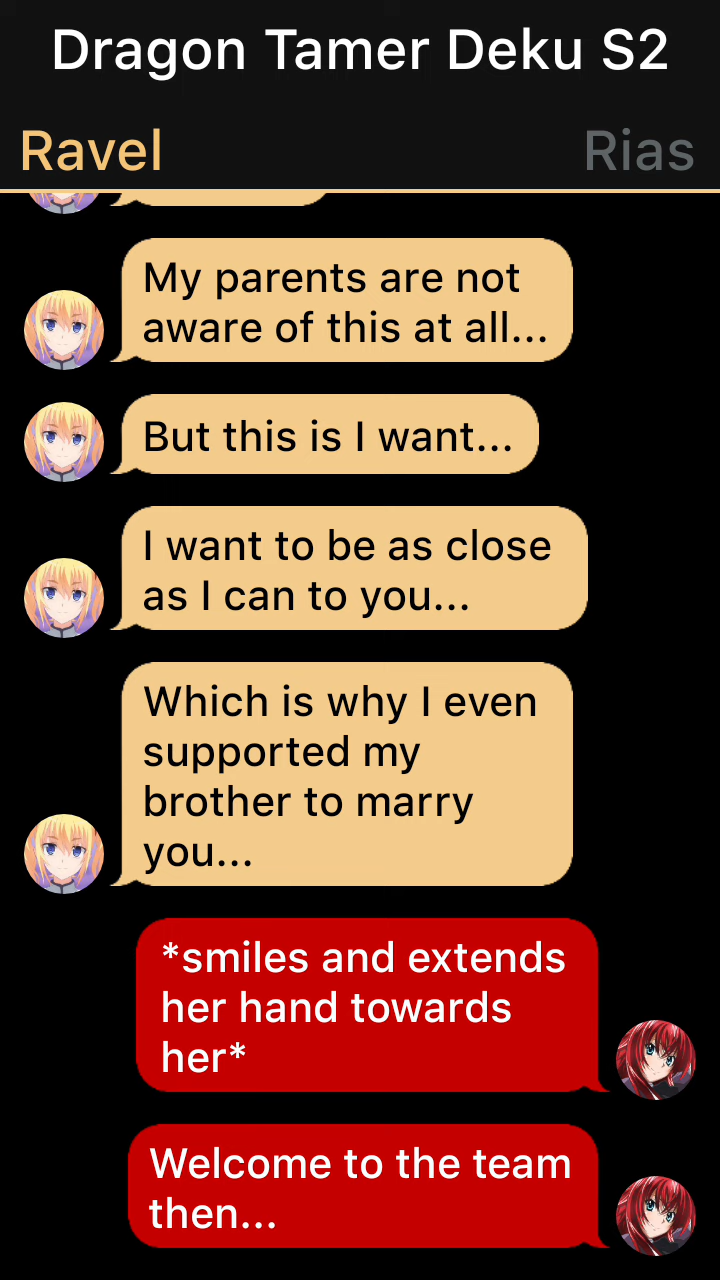 Dragon Tamer Deku S2
Ravel
Rias
My parents are not
aware of this at all...
But this is I want...
I want to be as close
as I can to you...
Which is why I even
supported my
brother to marry
you...
*smiles and extends
her hand towards
her*
Welcome to the team
then...